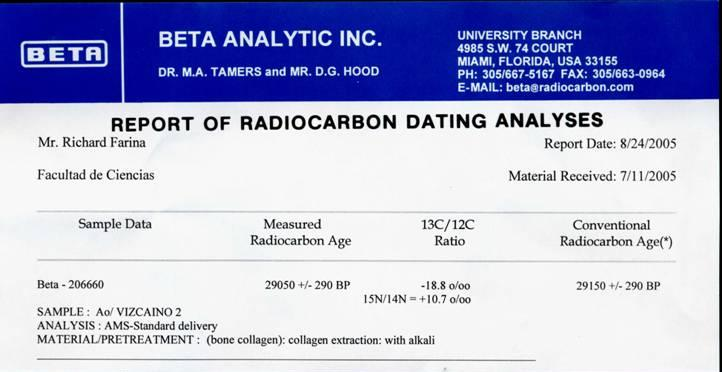 BETA
BETA ANALYTIC INC.
DR. M.A. TAMERS and MR. D.G. HOOD
UNIVERSITY BRANCH
4985 S.W. 74 COURT
MIAMI, FLORIDA, USA 33155
PH: 305/667-5167 FAX: 305/663-0964
E-MAIL: beta@radiocarbon.com
REPORT OF RADIOCARBON DATING ANALYSES
Mr. Richard Farina Report Date: 8/24/2005
Facultad de Ciencias Material Received: 7/11/2005
Sample Data Measured 13C/12C Conventional
Radiocarbon Age Ratio Radiocarbon Age(*)
Beta - 206660 29050 +/- 290 BP -18.8 o/oo 29150 +/- 290 BP
15N/14N = +10.7 o/oo
SAMPLE : Ao/ VIZCAINO 2
ANALYSIS : AMS-Standard delivery
MATERIAL/PRETREATMENT : (bone collagen): collagen extraction: with alkali